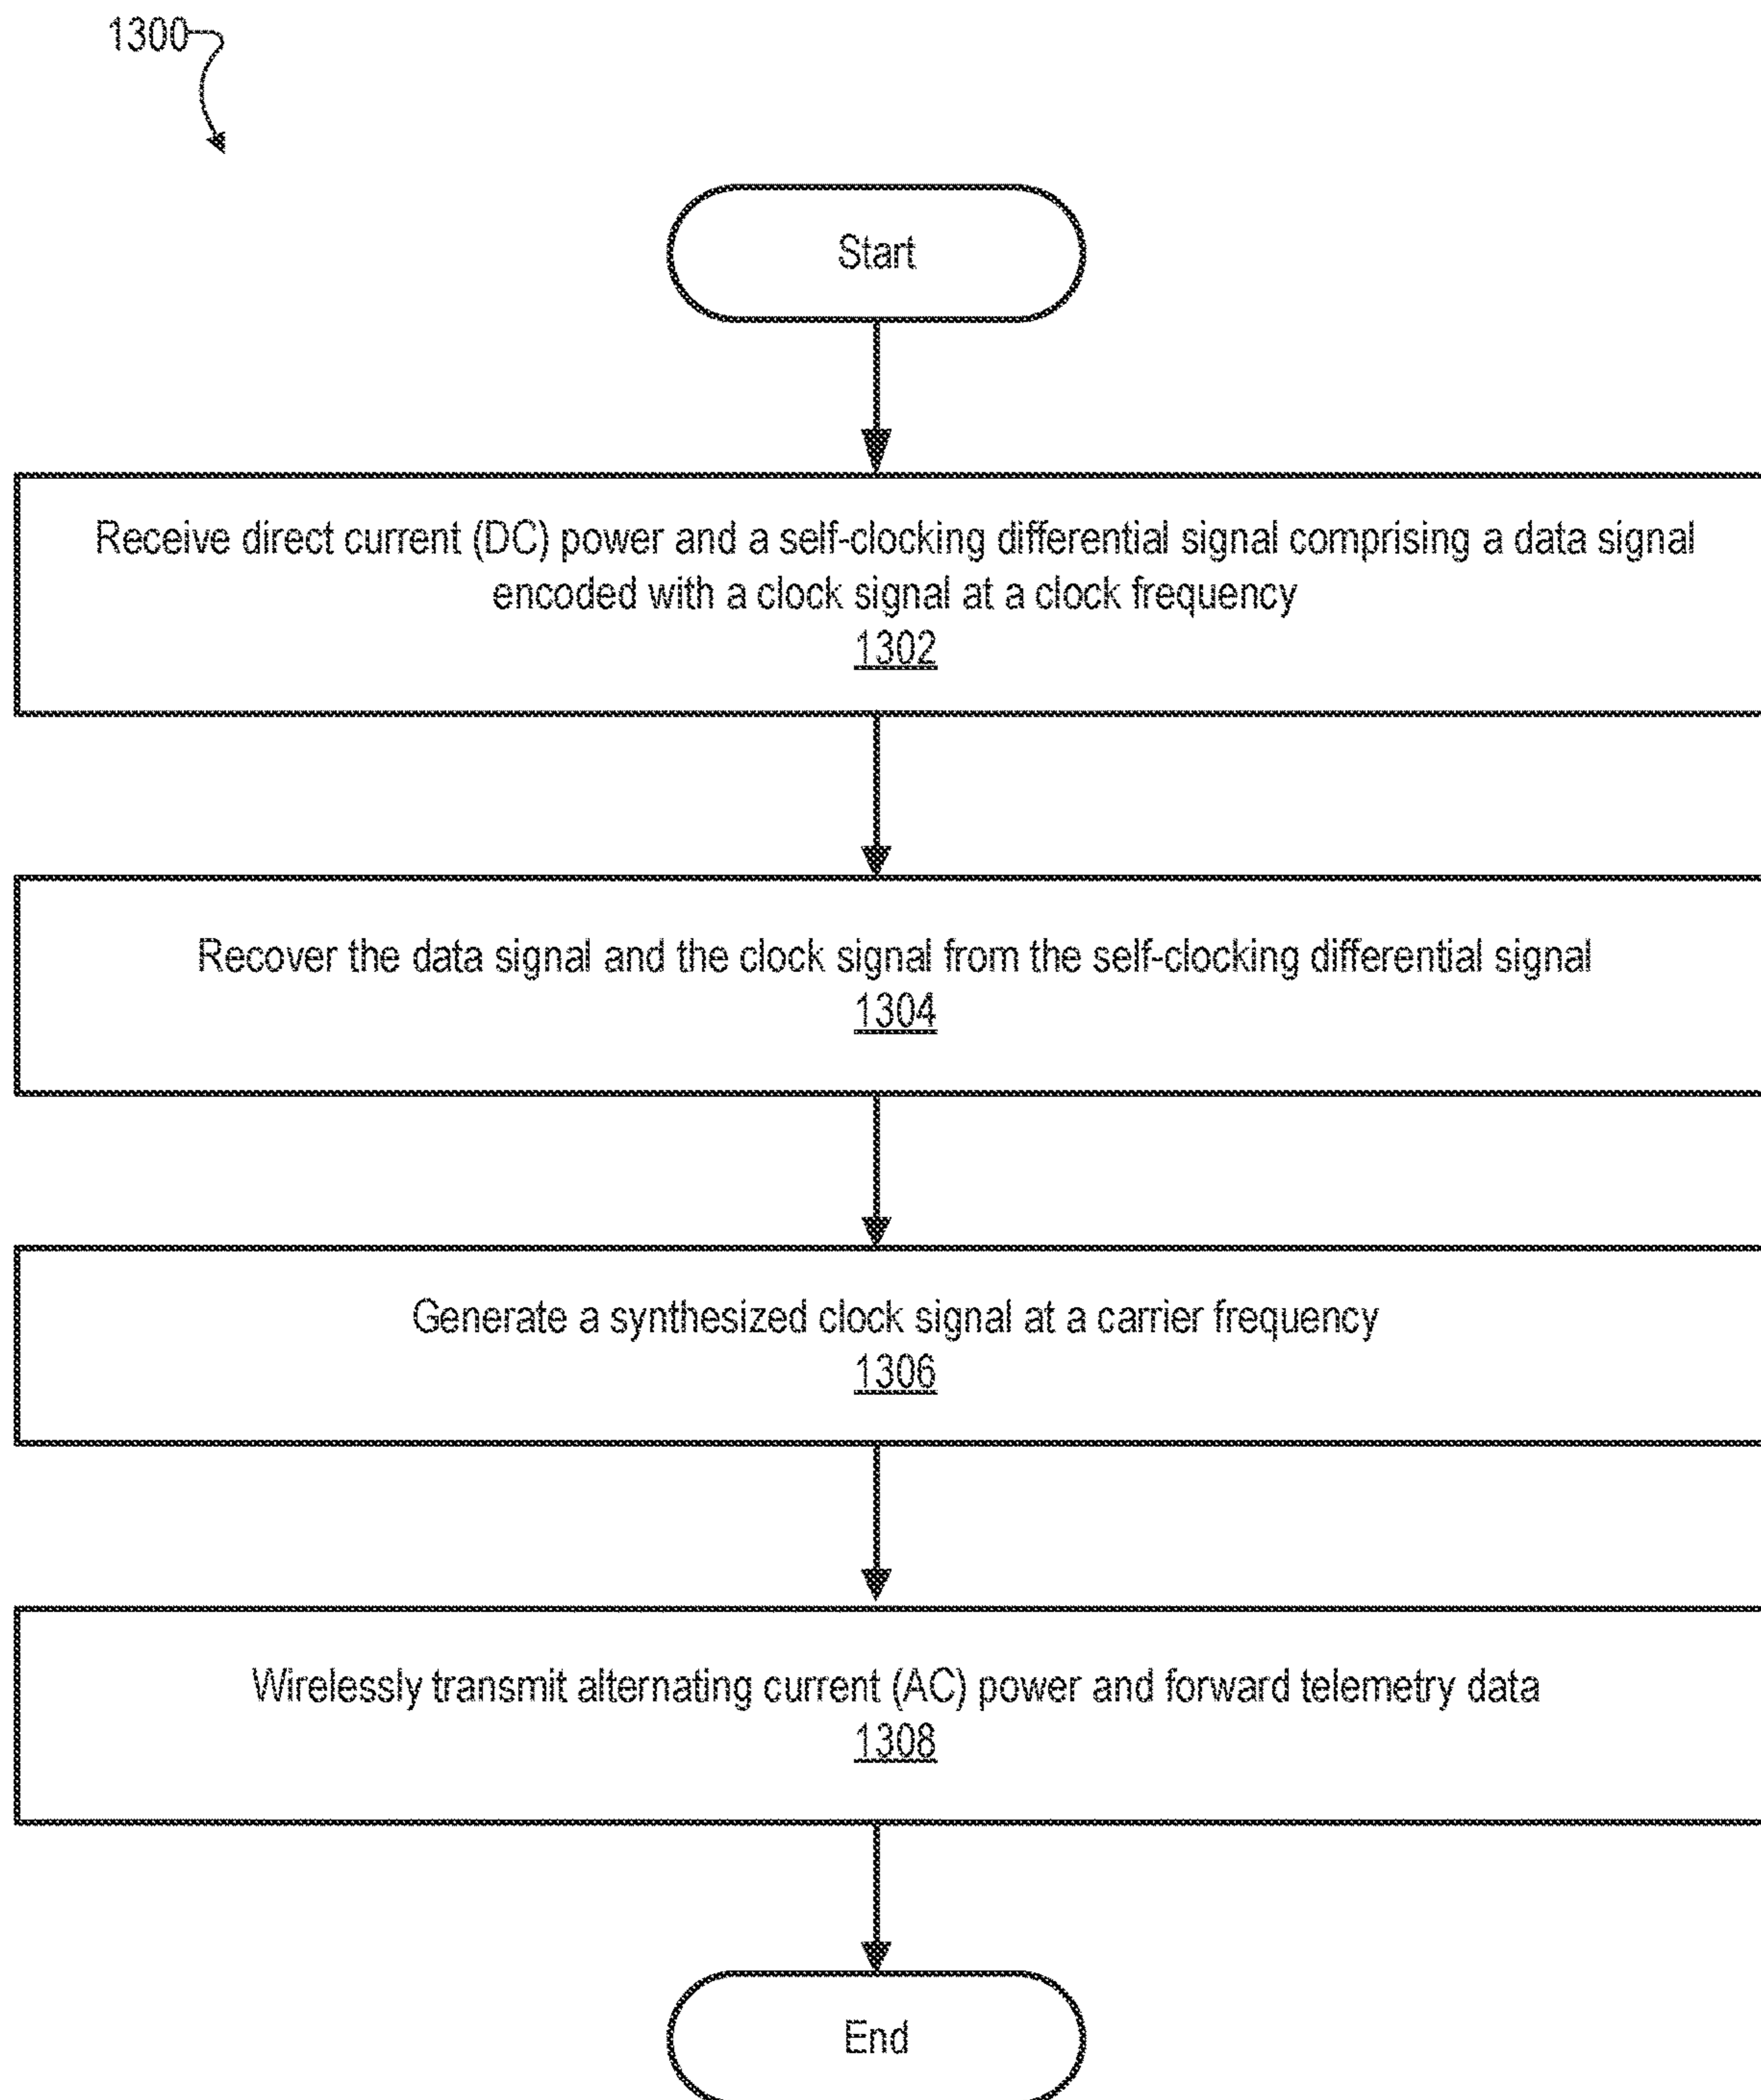 1300
Start
Receive direct current (DC) power and a self-clocking differential signal comprising a data signal
encoded with a clock signal at a clock frequency
1302
Recover the data signal and the clock signal from the self-clocking differential signal
1304
Generate a synthesized clock signal at a carrier frequency
1306
Wirelessly transmit alternating current (AC) power and forward telemetry data
1308
End